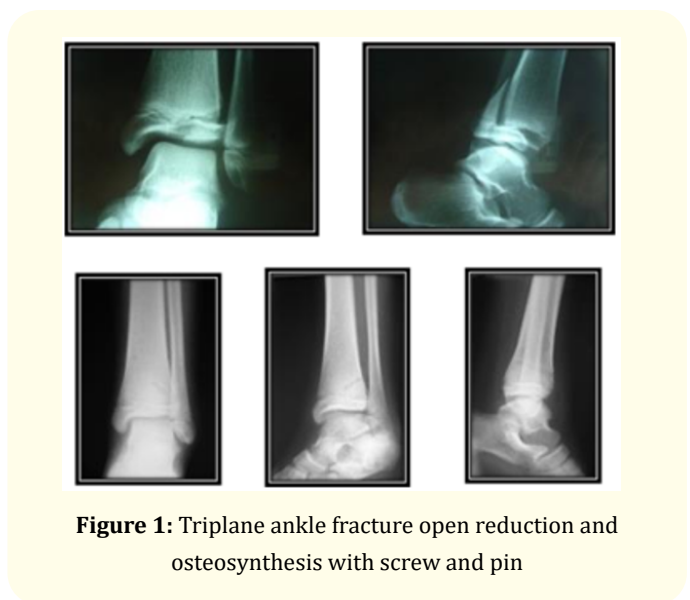 Figure 1: Triplane ankle fracture open reduction and
osteosynthesis with screw and pin